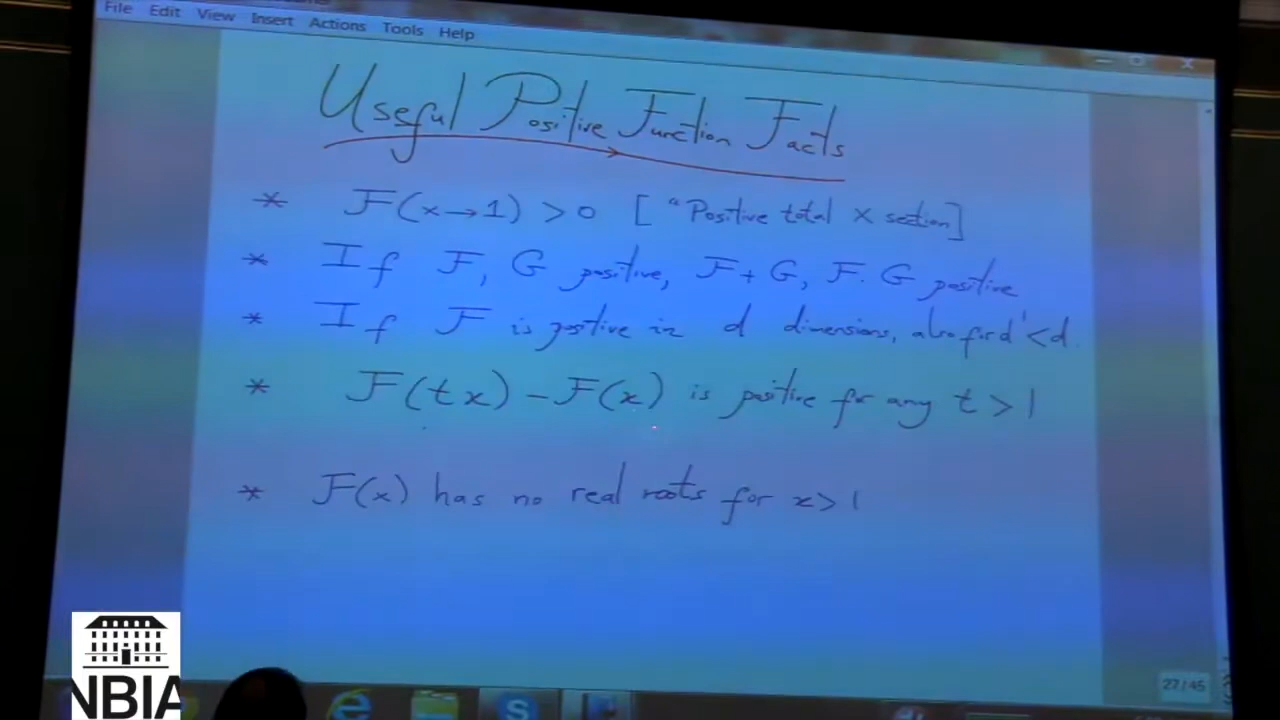 File Edit View Insert Actions Tools Help
Useful Positive Function Facts
* F(x→1) > 0 ["Positive total x section]
* If F, G positive, F+G, F.G positive
* If F is positive in d dimensions, also for d' < d.
* F(tx) - F(x) is positive for any t > 1
* F(x) has no real roots for x > 1
27/45
NBIA